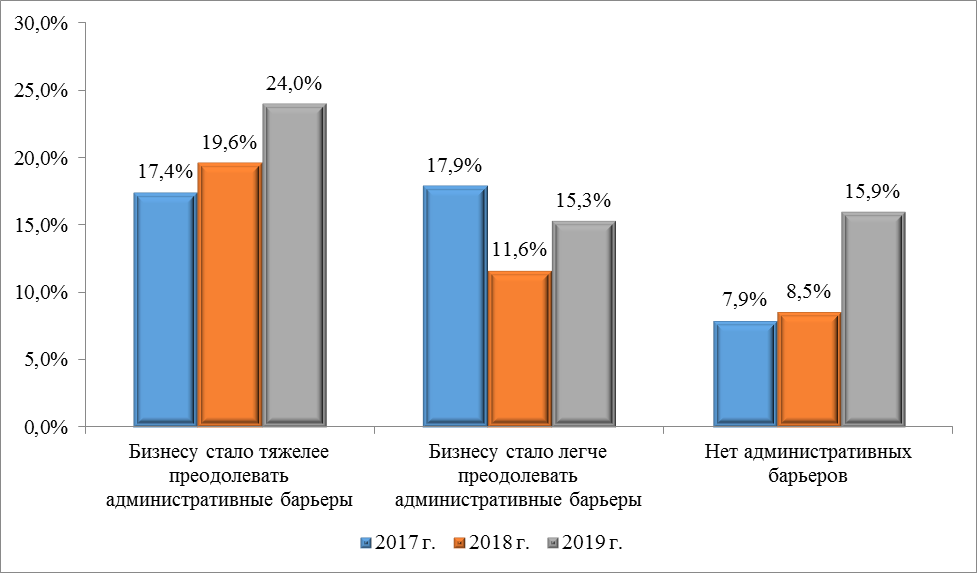 30,0%
25,0%
20,0%
15,0%
10,0%
5,0%
0,0%
17,4%
19,6%
24,0%
17,9%
11,6%
15,3%
7,9%
8,5%
15,9%
Бизнесу стало тяжелее
преодолевать
административные барьеры
Бизнесу стало легче
преодолевать
административные барьеры
Нет административных
барьеров
2017 г.
2018 г.
2019 г.